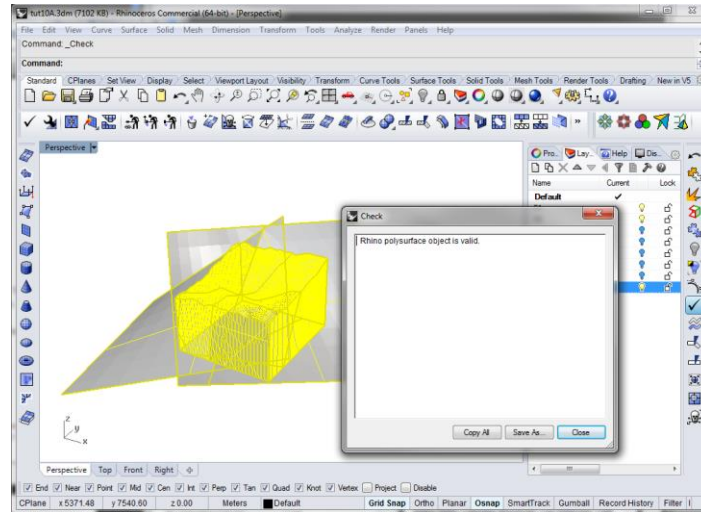 tut10A.3dm (7102 KB) - Rhinoceros Commercial (64-bit) - [Perspective]
File Edit View Curve Surface Solid Mesh Dimension Transform Tools Analyze Render Panels Help
Command: _Check
Command:
Standard CPlanes Set View Display Select Viewport Layout Visibility Transform Curve Tools Surface Tools Solid Tools Mesh Tools Render Tools Drafting New in V5
Perspective
Pro.. Lay.. Help Dis..
Name Current Lock
Default
Check
Rhino polysurface object is valid.
Copy All Save As... Close
z
y
x
Perspective Top Front Right
End Near Point Mid Cen Int Perp Tan Quad Knot Vertex Project Disable
CPlane x 5371.48 y 7540.60 z 0.00 Meters Default Grid Snap Ortho Planar Osnap SmartTrack Gumball Record History Filter